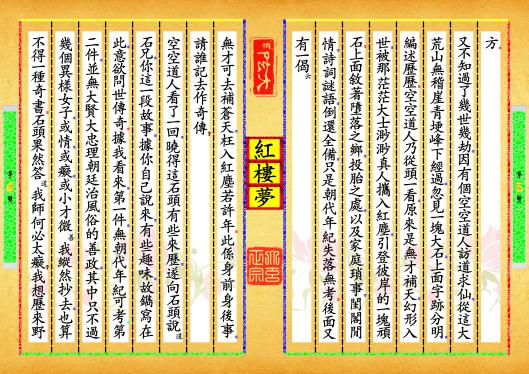 方。
又不知過了幾世幾劫因有個空空道人訪道求仙從這大
荒山無稽崖青埂峰下經過忽見一塊大石上面字跡分明
編述歷歷空空道人乃從頭一看原來是無才補天幻形入
世被那茫茫大士渺渺真人攜入紅塵引登彼岸的一塊頑
石上面敘著墮落之鄉投胎之處以及家庭瑣事閨閣閒
情詩詞謎語倒還全備只是朝代年紀失落無考後面又
有一偈
紅樓夢
無才可去補蒼天枉入紅塵若許年此係身前身後事
請誰記去作奇傳。
空空道人看了一回曉得這石頭有些來歷遂向石頭說
石兄你這一段故事據你自己說來有些趣味故鐫寫在
此意欲問世傳奇據我看來第一件無朝代年紀可考第
二件並無大賢大忠理朝廷治風俗的善政其中只不過
幾個異樣女子或情或癡或小才微善我縱然抄去也算
不得一種奇書石頭果然答道我師何必太癡我想歷來野